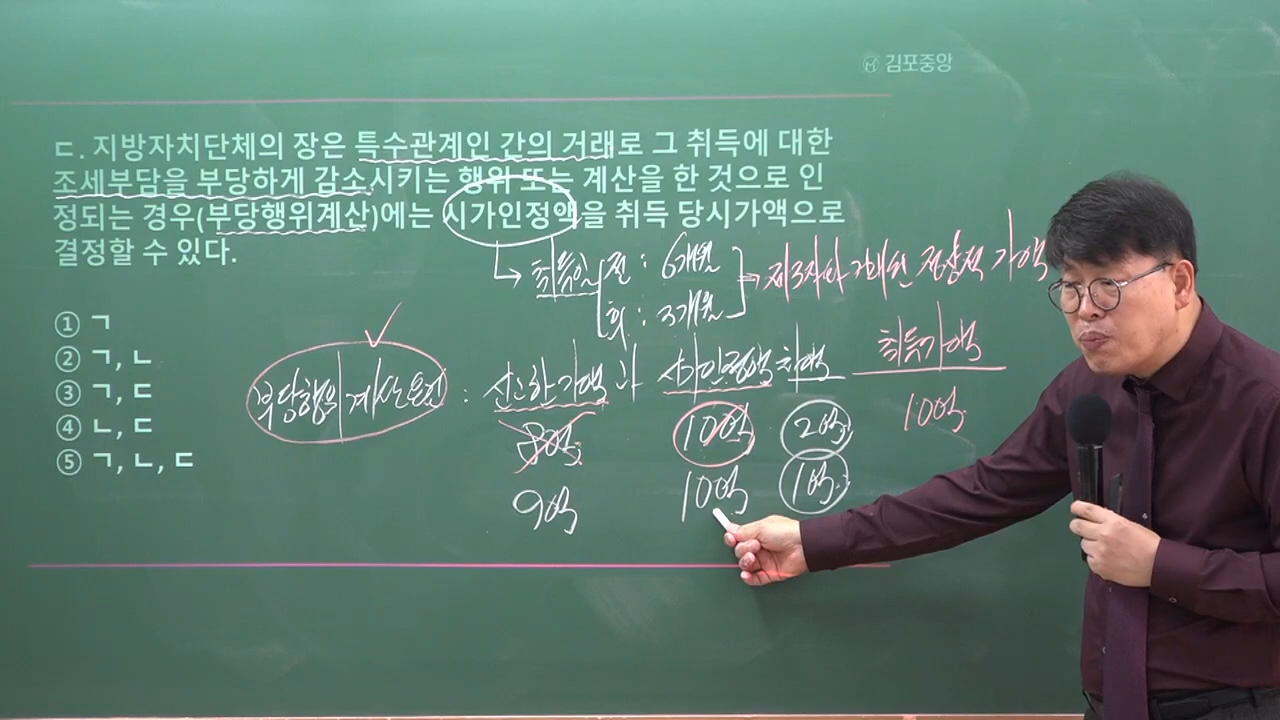 김포중앙
ㄷ. 지방자치단체의 장은 특수관계인 간의 거래로 그 취득에 대한
조세부담을 부당하게 감소시키는 행위 또는 계산을 한 것으로 인
정되는 경우(부당행위계산)에는 시가인정액을 취득 당시가액으로
결정할 수 있다.
취득일 전 : 6개월
후 : 3개월
제3자와 거래한 정상적 가액
① ㄱ
② ㄱ, ㄴ
③ ㄱ, ㄷ
④ ㄴ, ㄷ
⑤ ㄱ, ㄴ, ㄷ
부당행위계산요건 : 신고한 가액과 시가인정액 차액 취득가액
8억 10억 2억 10억
9억 10억 1억